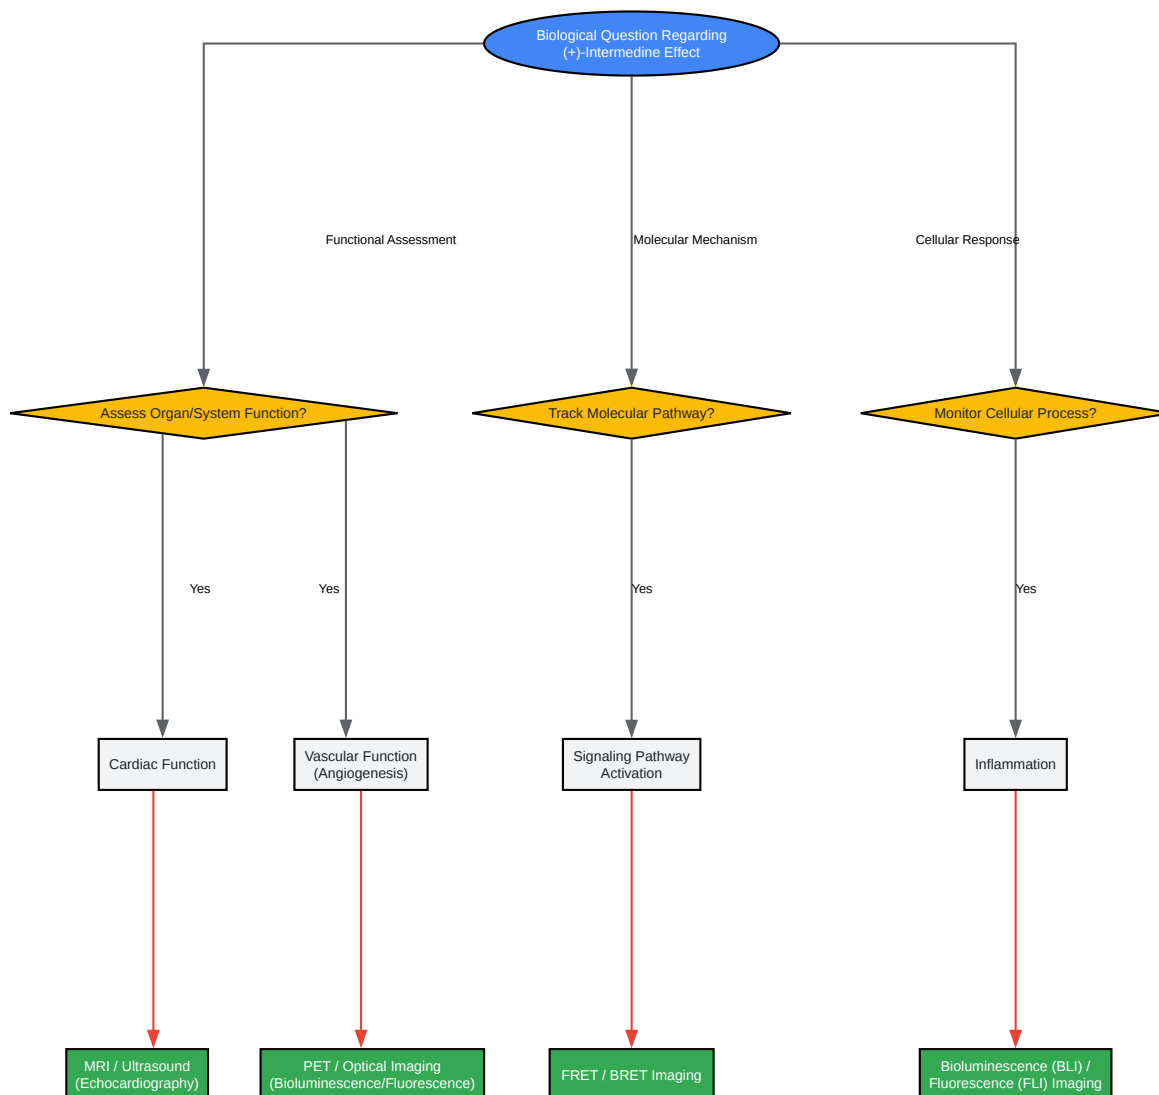 Biological Question Regarding
(+)-Intermedine Effect
Functional Assessment
Molecular Mechanism
Cellular Response
Assess Organ/System Function?
Track Molecular Pathway?
Monitor Cellular Process?
Yes
Yes
Yes
Yes
Cardiac Function
Vascular Function
(Angiogenesis)
Signaling Pathway
Activation
Inflammation
MRI / Ultrasound
(Echocardiography)
PET / Optical Imaging
(Bioluminescence/Fluorescence)
FRET / BRET Imaging
Bioluminescence (BLI) /
Fluorescence (FLI) Imaging